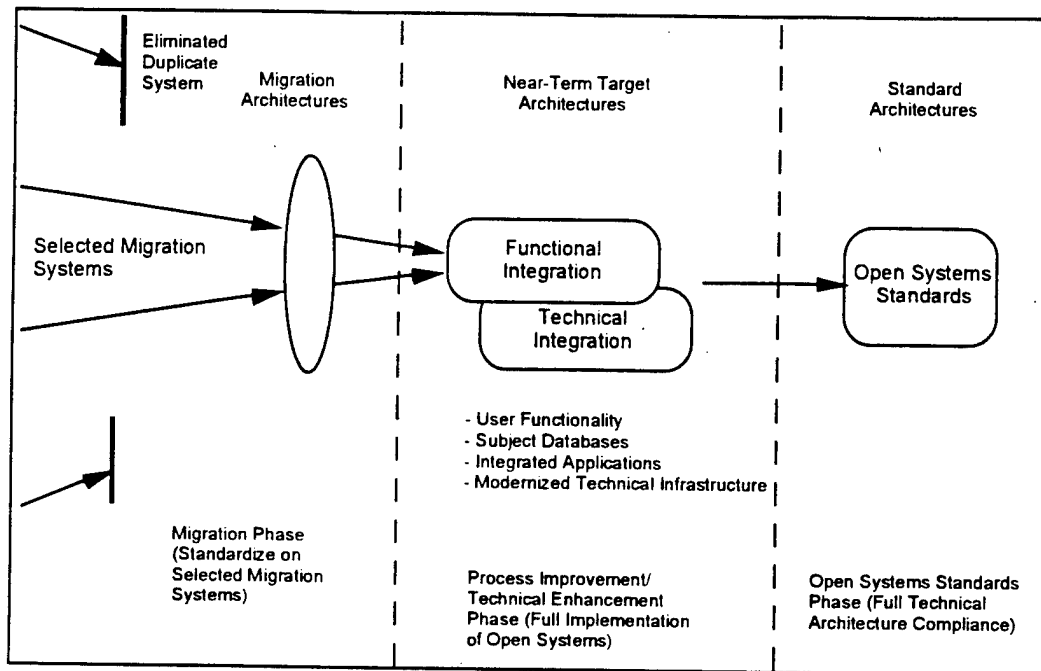 Eliminated
Duplicate
System
Migration
Architectures
Near-Term Target
Architectures
Standard
Architectures
Selected Migration
Systems
Functional
Integration
Technical
Integration
Open Systems
Standards
- User Functionality
- Subject Databases
- Integrated Applications
- Modernized Technical Infrastructure
Migration Phase
(Standardize on
Selected Migration
Systems)
Process Improvement/
Technical Enhancement
Phase (Full Implementation
of Open Systems)
Open Systems Standards
Phase (Full Technical
Architecture Compliance)